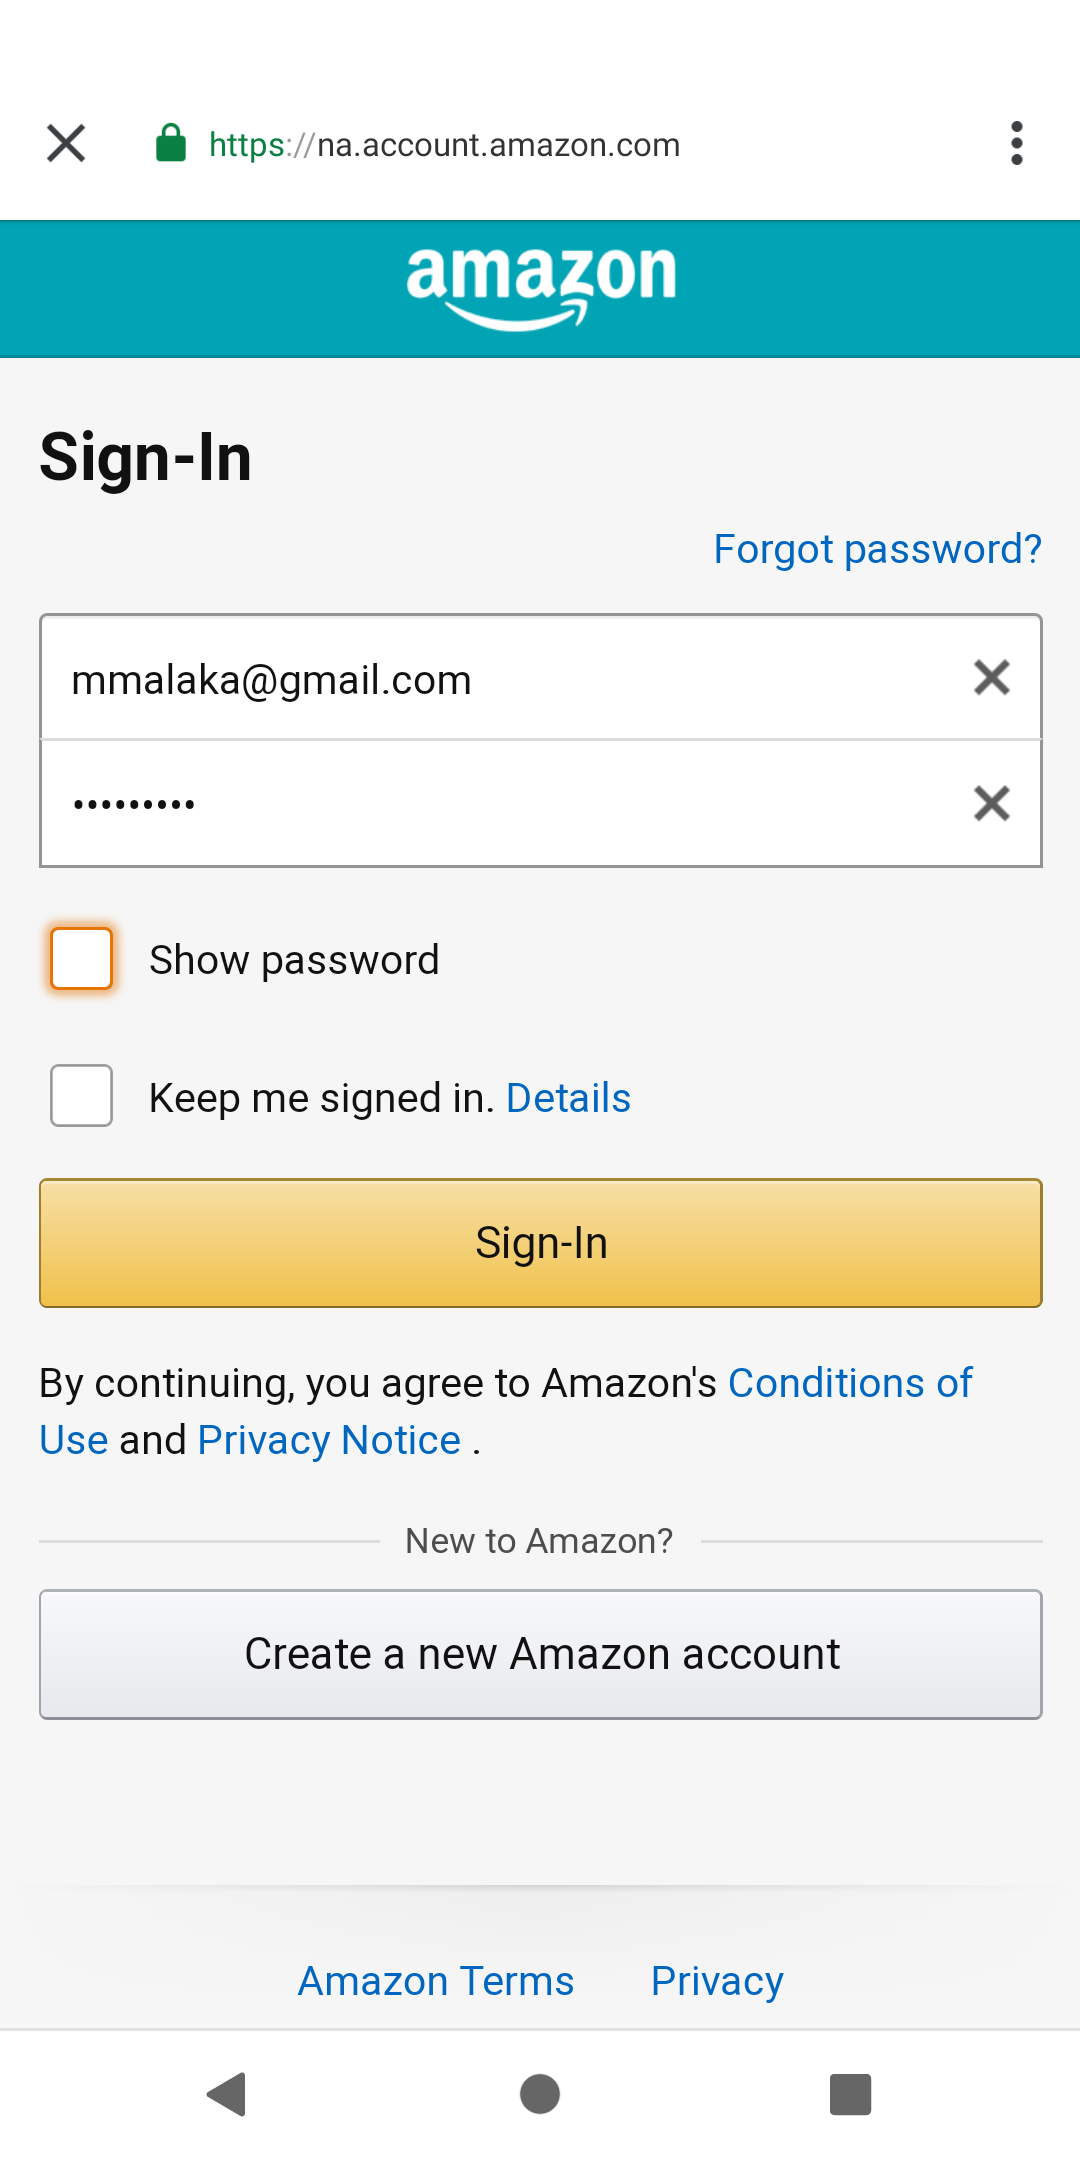 https://na.account.amazon.com
amazon
Sign-In
Forgot password?
mmalaka@gmail.com
•••••••••
Show password
Keep me signed in. Details
Sign-In
By continuing, you agree to Amazon's Conditions of
Use and Privacy Notice .
New to Amazon?
Create a new Amazon account
Amazon Terms Privacy